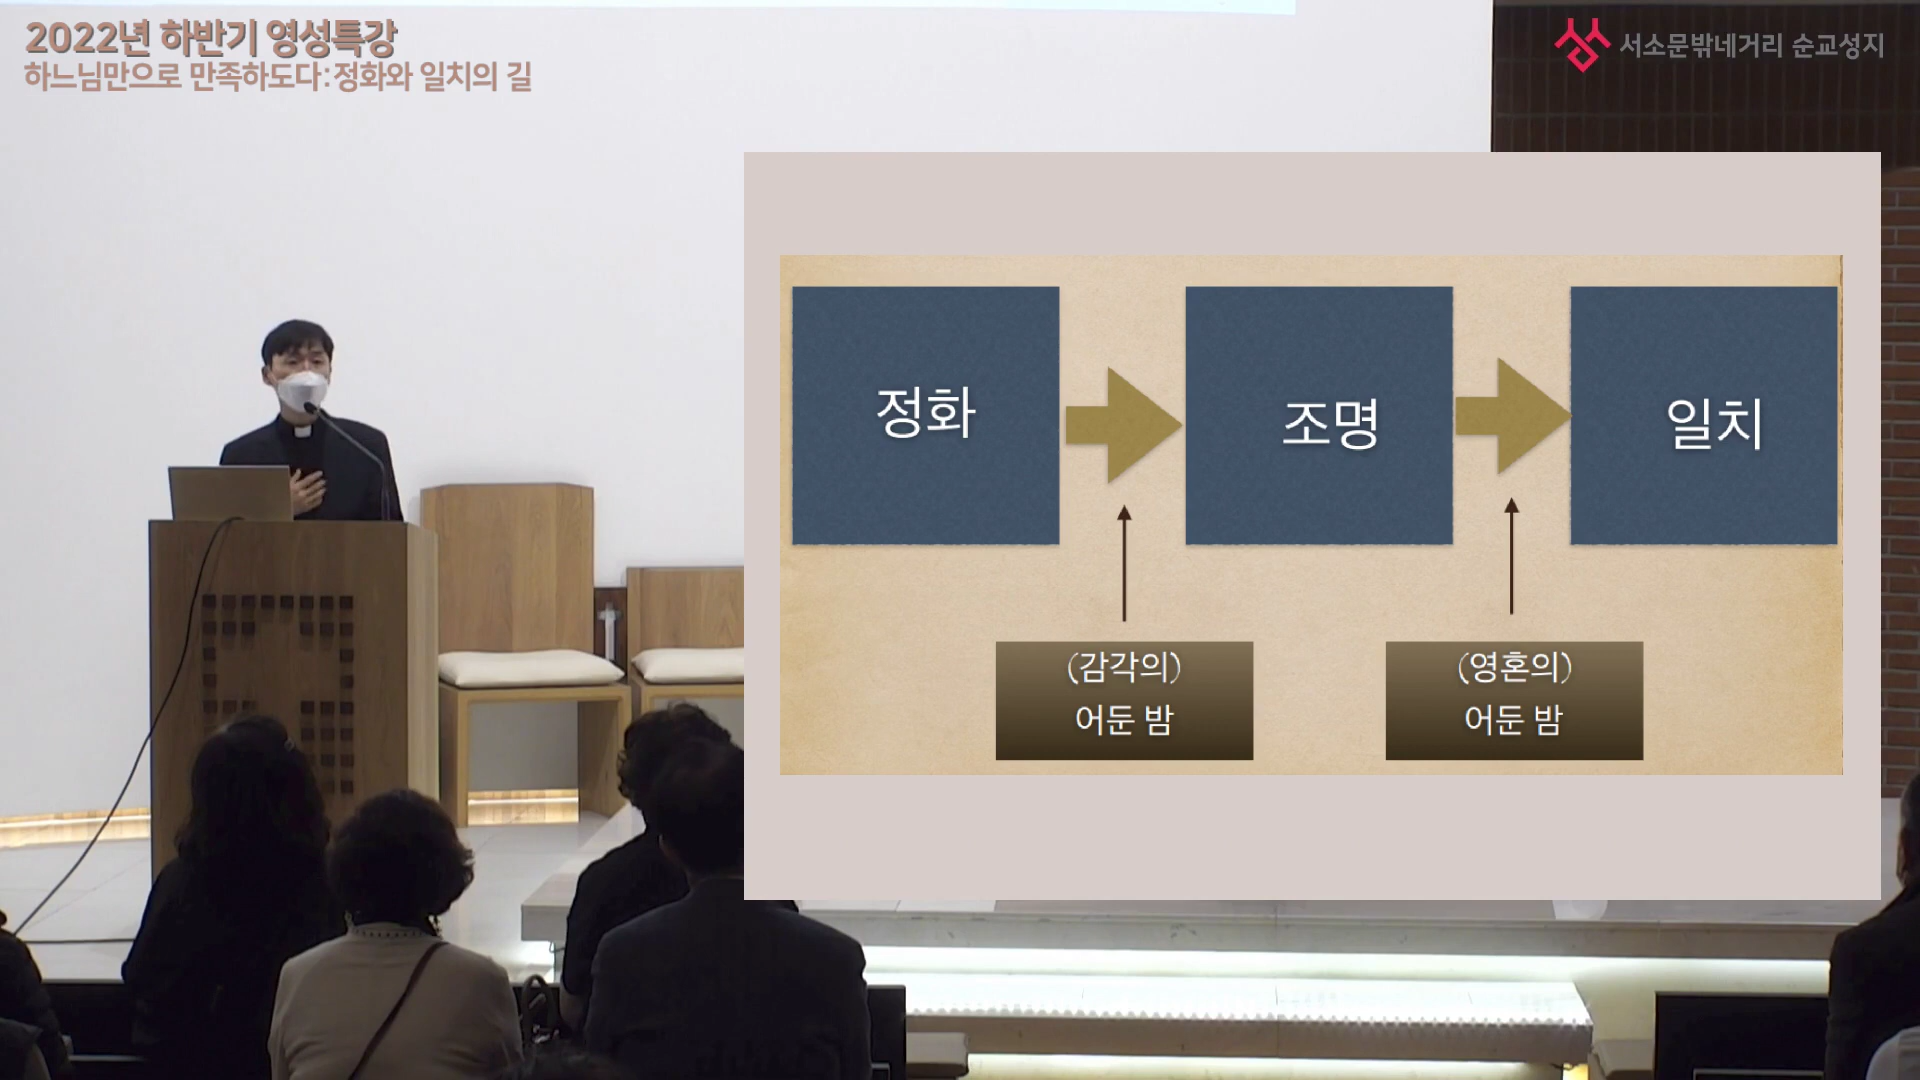 2022년 하반기 영성특강
하느님만으로 만족하도다:정화와 일치의 길
서소문밖네거리 순교성지
정화
조명
일치
(감각의)
어둔 밤
(영혼의)
어둔 밤